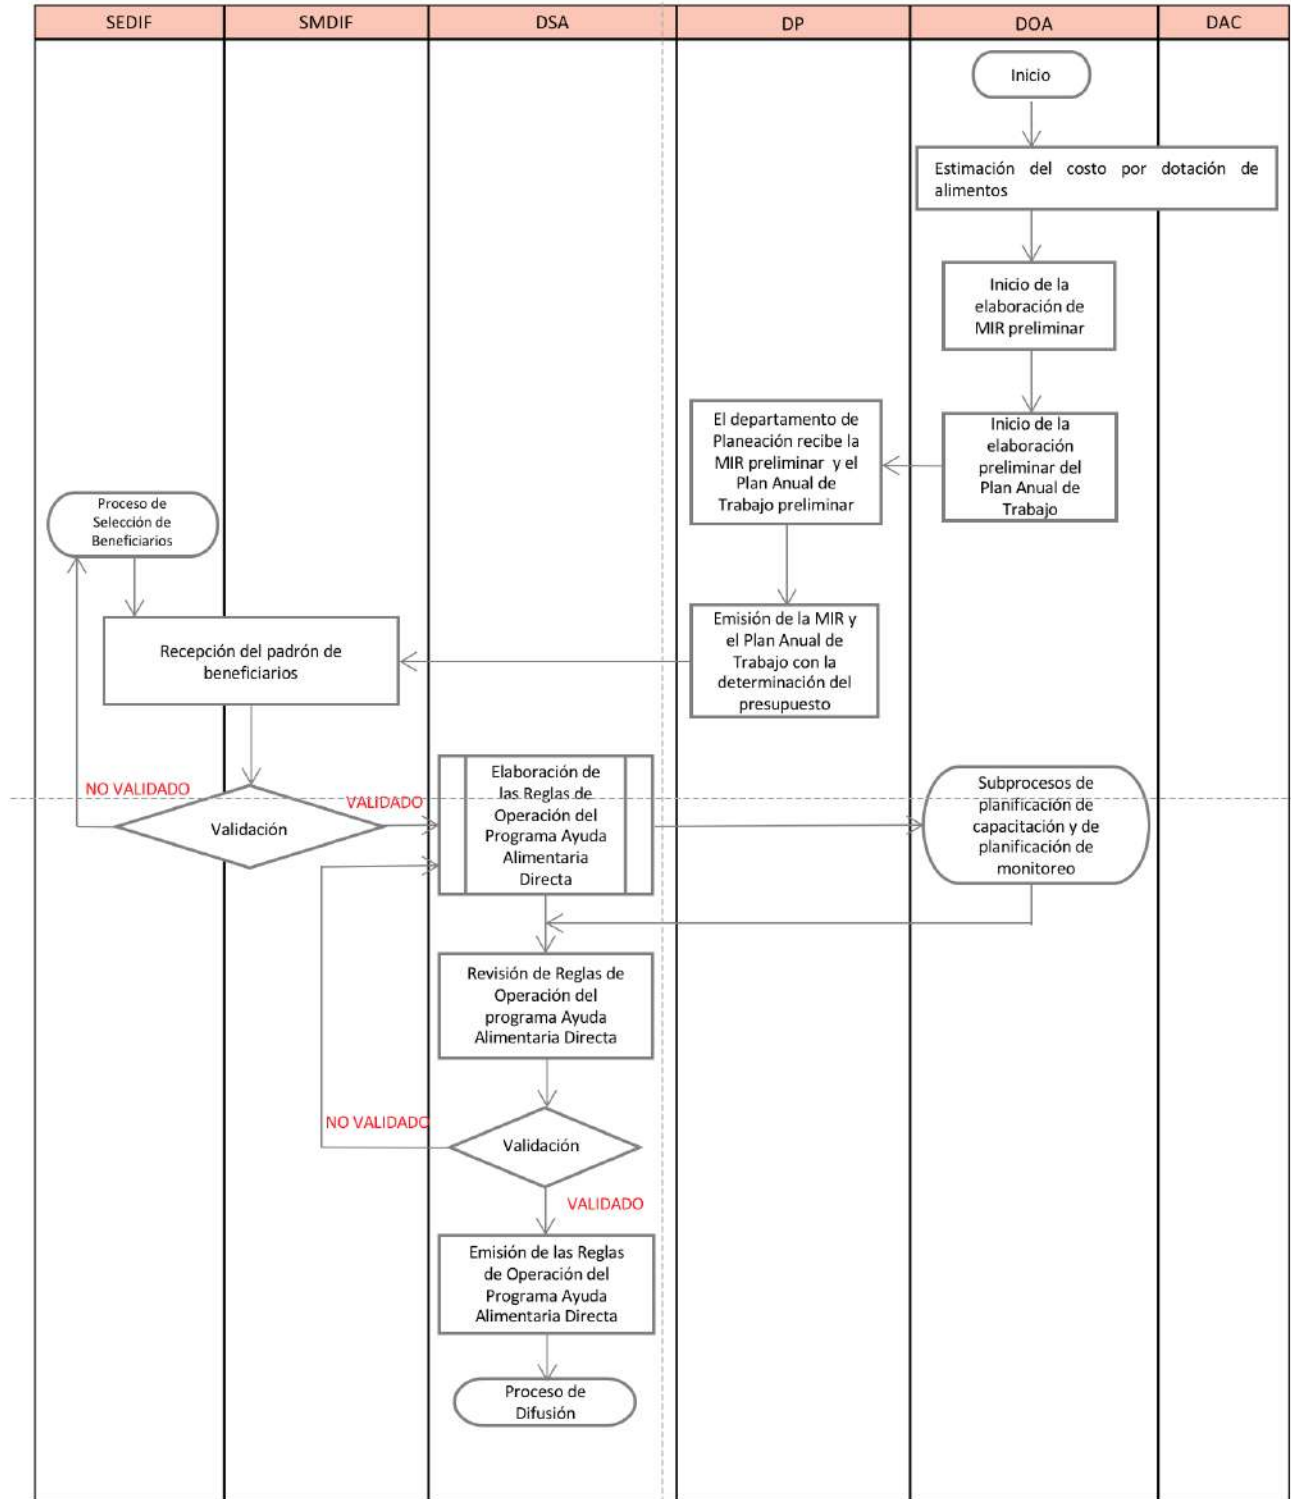 SEDIF
SMDIF
DSA
DP
DOA
DAC
Inicio
Estimación del costo por dotación de
alimentos
Inicio de la
elaboración de
MIR preliminar
Inicio de la
elaboración
preliminar del
Plan Anual de
Trabajo
El departamento de
Planeación recibe la
MIR preliminar y el
Plan Anual de
Trabajo preliminar
Proceso de
Selección de
Beneficiarios
Emisión de la MIR y
el Plan Anual de
Trabajo con la
determinación del
presupuesto
Recepción del padrón de
beneficiarios
NO VALIDADO
VALIDADO
Validación
Elaboración de
las Reglas de
Operación del
Programa Ayuda
Alimentaria
Directa
Subprocesos de
planificación de
capacitación y de
planificación de
monitoreo
Revisión de Reglas de
Operación del
programa Ayuda
Alimentaria Directa
NO VALIDADO
Validación
VALIDADO
Emisión de las Reglas
de Operación del
Programa Ayuda
Alimentaria Directa
Proceso de
Difusión